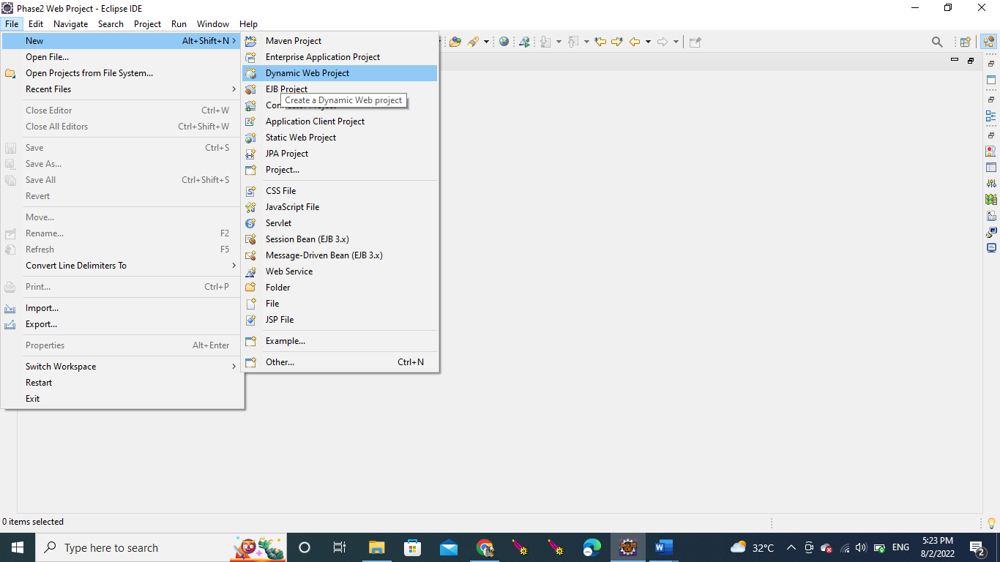 Phase2 Web Project - Eclipse IDE
File Edit Navigate Search Project Run Window Help
New Alt+Shift+N
Open File...
Open Projects from File System...
Recent Files
Close Editor Ctrl+W
Close All Editors Ctrl+Shift+W
Save Ctrl+S
Save As...
Save All Ctrl+Shift+S
Revert
Move...
Rename... F2
Refresh F5
Convert Line Delimiters To
Print... Ctrl+P
Import...
Export...
Properties Alt+Enter
Switch Workspace
Restart
Exit
Maven Project
Enterprise Application Project
Dynamic Web Project
EJB Project
Create a Dynamic Web project
Application Client Project
Static Web Project
JPA Project
Project...
CSS File
JavaScript File
Servlet
Session Bean (EJB 3.x)
Message-Driven Bean (EJB 3.x)
Web Service
Folder
File
JSP File
Example...
Other... Ctrl+N
0 items selected
Type here to search
32°C
ENG
5:23 PM
8/2/2022
2